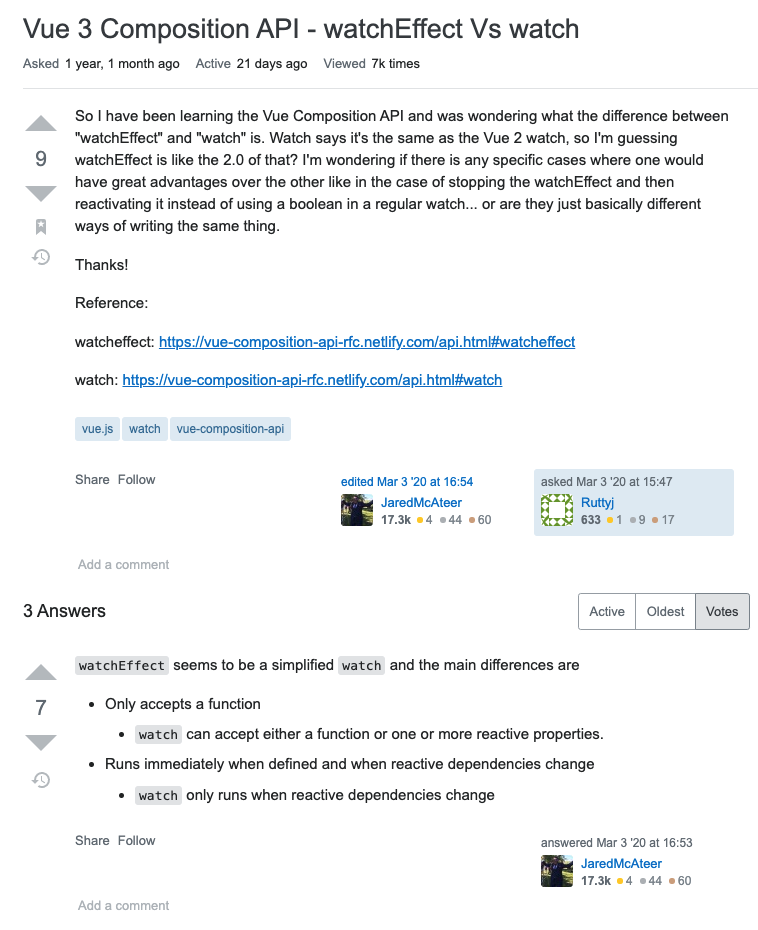 Vue 3 Composition API - watchEffect Vs watch
Asked 1 year, 1 month ago Active 21 days ago Viewed 7k times
So I have been learning the Vue Composition API and was wondering what the difference between
"watchEffect" and "watch" is. Watch says it's the same as the Vue 2 watch, so I'm guessing
watchEffect is like the 2.0 of that? I'm wondering if there is any specific cases where one would
9
have great advantages over the other like in the case of stopping the watchEffect and then
reactivating it instead of using a boolean in a regular watch... or are they just basically different
ways of writing the same thing.
Thanks!
Reference:
watcheffect: https://vue-composition-api-rfc.netlify.com/api.html#watcheffect
watch: https://vue-composition-api-rfc.netlify.com/api.html#watch
vue.js watch vue-composition-api
Share Follow
edited Mar 3 '20 at 16:54
JaredMcAteer
17.3k 4 44 60
asked Mar 3 '20 at 15:47
Ruttyj
633 1 9 17
Add a comment
3 Answers
Active Oldest Votes
watchEffect seems to be a simplified watch and the main differences are
7
Only accepts a function
watch can accept either a function or one or more reactive properties.
Runs immediately when defined and when reactive dependencies change
watch only runs when reactive dependencies change
Share Follow
answered Mar 3 '20 at 16:53
JaredMcAteer
17.3k 4 44 60
Add a comment